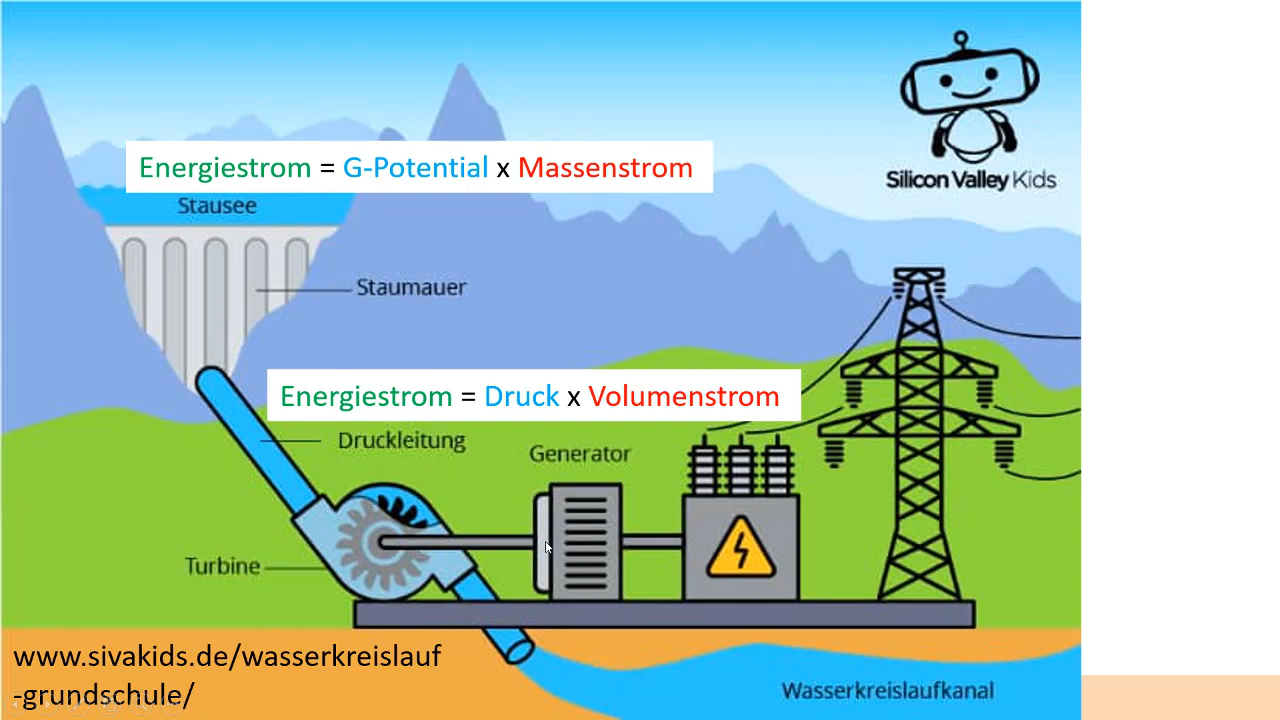 Silicon Valley Kids
Energiestrom = G-Potential x Massenstrom
Stausee
Staumauer
Energiestrom = Druck x Volumenstrom
Druckleitung
Generator
Turbine
www.sivakids.de/wasserkreislauf
-grundschule/
Wasserkreislaufkanal